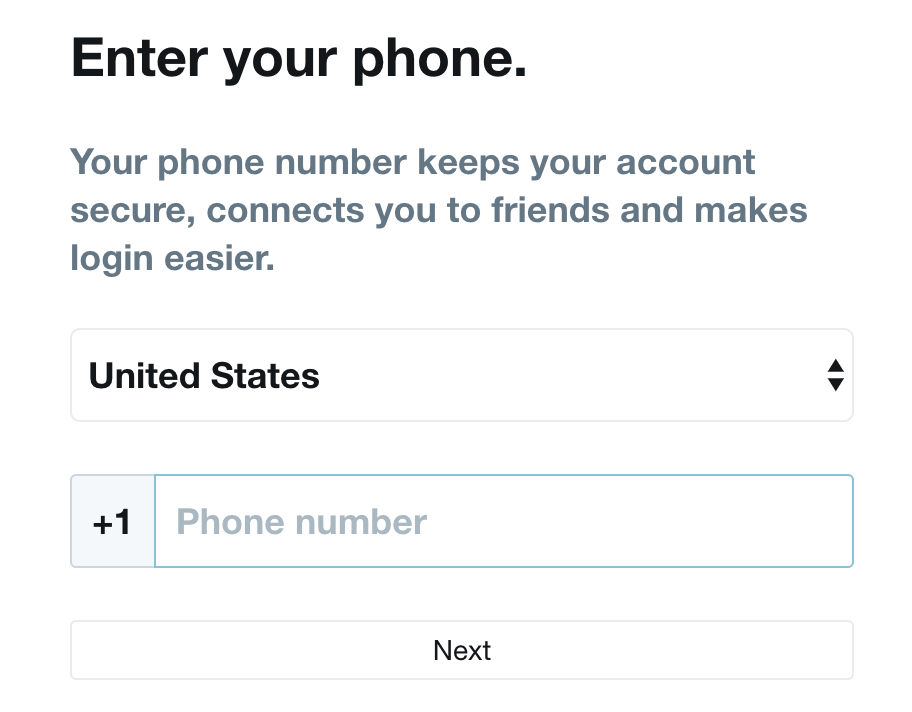 Enter your phone.
Your phone number keeps your account
secure, connects you to friends and makes
login easier.
United States
+1 Phone number
Next